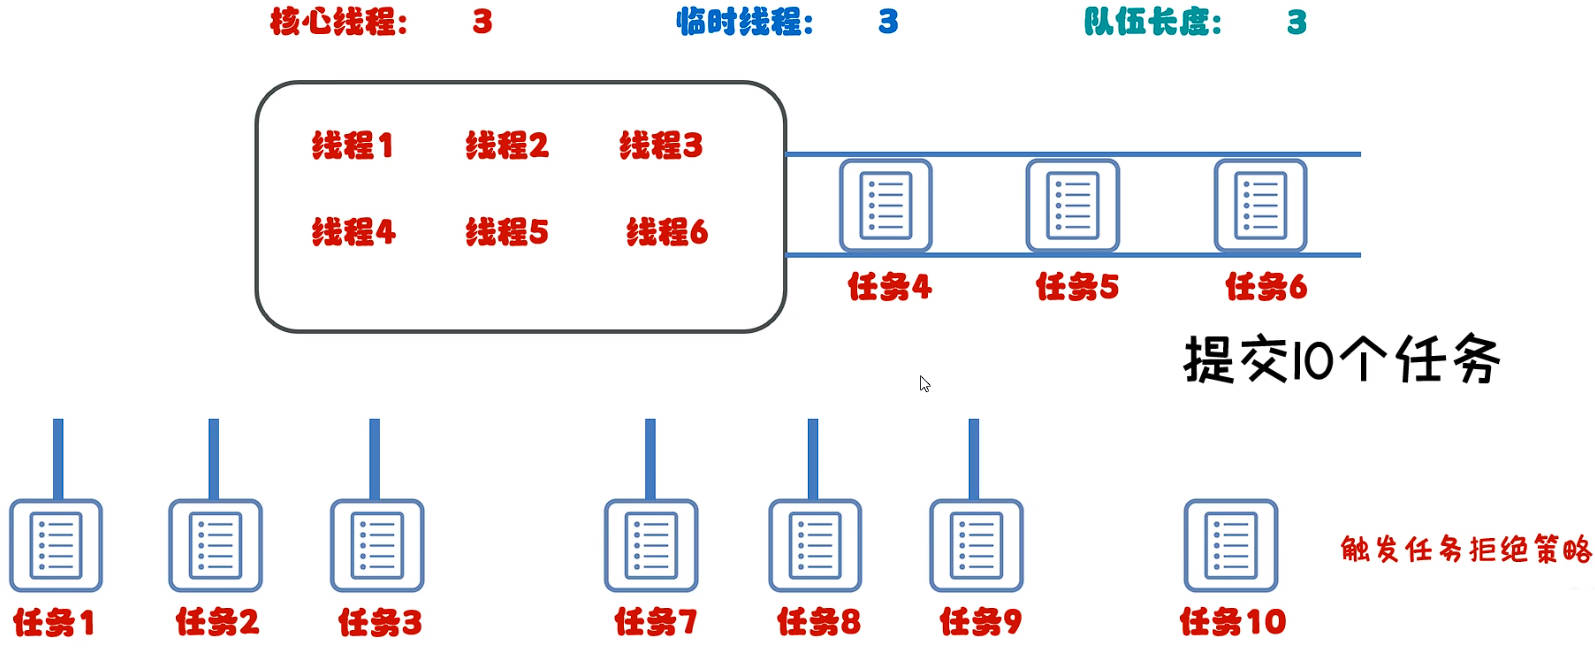 核心线程: 3 临时线程: 3 队伍长度: 3
线程1 线程2 线程3
线程4 线程5 线程6
任务4 任务5 任务6
提交10个任务
触发任务拒绝策略
任务1 任务2 任务3 任务7 任务8 任务9 任务10